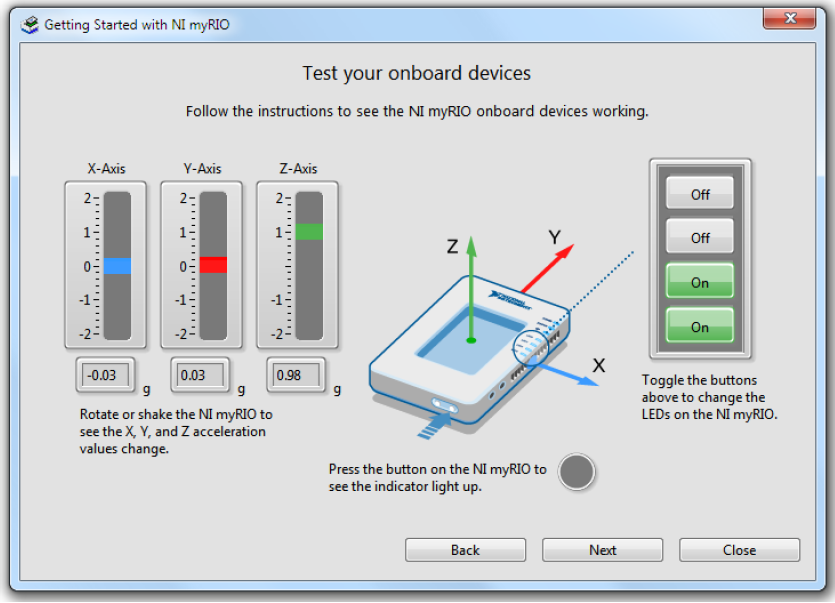 Getting Started with NI myRIO
Test your onboard devices
Follow the instructions to see the NI myRIO onboard devices working.
X-Axis
2
1
0
-1
-2
-0.03 g
Y-Axis
2
1
0
-1
-2
0.03 g
Z-Axis
2
1
-1
-2
0.98 g
Rotate or shake the NI myRIO to
see the X, Y, and Z acceleration
values change.
Z
Y
X
Press the button on the NI myRIO to
see the indicator light up.
Off
Off
On
On
Toggle the buttons
above to change the
LEDs on the NI myRIO.
Back
Next
Close